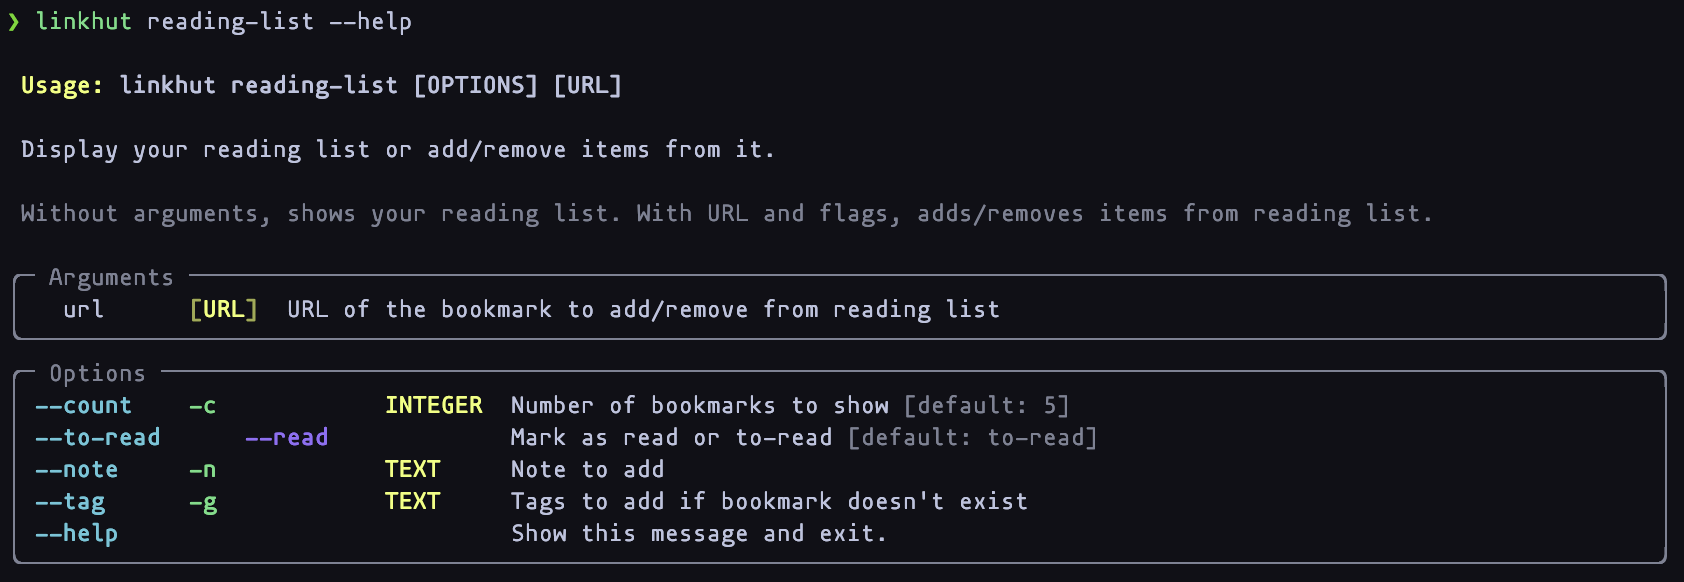 ❯ linkhut reading-list --help
Usage: linkhut reading-list [OPTIONS] [URL]
Display your reading list or add/remove items from it.
Without arguments, shows your reading list. With URL and flags, adds/removes items from reading list.
Arguments
url [URL] URL of the bookmark to add/remove from reading list
Options
--count -c INTEGER Number of bookmarks to show [default: 5]
--to-read --read Mark as read or to-read [default: to-read]
--note -n TEXT Note to add
--tag -g TEXT Tags to add if bookmark doesn't exist
--help Show this message and exit.